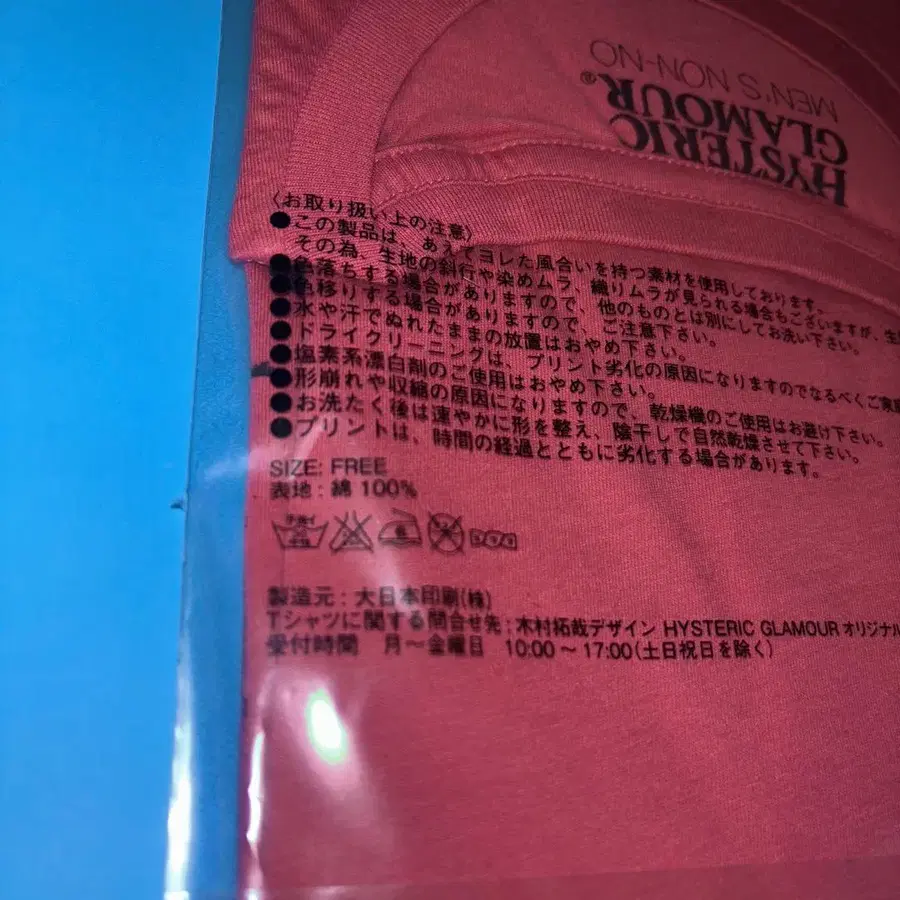 HYSTERIC
GLAMOUR®
MEN'S NON-NO
〈お取り扱い上の注意〉
●この製品は、あえてヨレた風合いを持つ素材を使用しております。
その為、生地の斜行や染めムラ、織りムラが見られる場合もございますが、生
●色落ちする場合がありますので、他のものとは別にしてお洗い下さい。
●色移りする場合がありますので、ご注意下さい。
●水や汗でぬれたままの放置はおやめ下さい。
●ドライクリーニングは、プリント劣化の原因になりますのでなるべくご家庭
●塩素系漂白剤のご使用はおやめ下さい。
●形崩れや収縮の原因になりますので、乾燥機のご使用はお避け下さい。
●お洗たく後は速やかに形を整え、陰干しで自然乾燥させて下さい。
●プリントは、時間の経過とともに劣化する場合があります。
SIZE: FREE
表地:綿 100%
製造元:大日本印刷(株)
Tシャツに関する問合せ先:木村拓哉デザイン HYSTERIC GLAMOURオリジナル
受付時間 月～金曜日 10:00～17:00(土日祝日を除く)